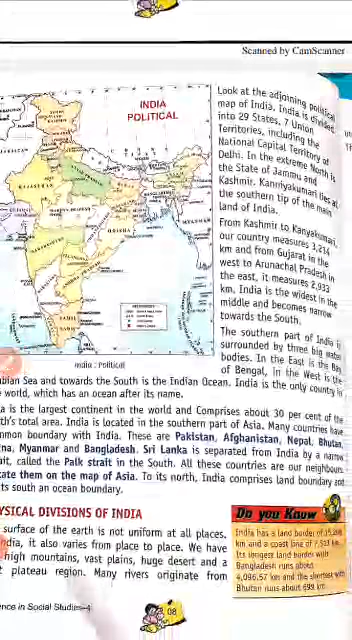 Scanned by CamScanner
INDIA
POLITICAL
RAJASTHAN
ODISHA
MYANMAR
TAMIL
India : Political
Look at the adjoining political
map of India. India is divided
into 29 States, 7 Union
Territories, including the
National Capital Territory of
Delhi. In the extreme North is
the State of Jammu and
Kashmir. Kanniyakumari lies at
the southern tip of the main
land of India.
From Kashmir to Kanyakumari,
our country measures 3,214
km and from Gujarat in the
west to Arunachal Pradesh in
the east, it measures 2,933
km. India is the widest in the
middle and becomes narrow
towards the South.
The southern part of India is
surrounded by three big water
bodies. In the East is the Bay
of Bengal, in the West is the
bian Sea and towards the South is the Indian Ocean. India is the only country in
world, which has an ocean after its name.
a is the largest continent in the world and Comprises about 30 per cent of the
th's total area. India is located in the southern part of Asia. Many countries have
mmon boundary with India. These are Pakistan, Afghanistan, Nepal, Bhutan,
na, Myanmar and Bangladesh. Sri Lanka is separated from India by a narrow
ait, called the Palk strait in the South. All these countries are our neighbours.
ate them on the map of Asia. To its north, India comprises land boundary and
ts south an ocean boundary.
YSICAL DIVISIONS OF INDIA
surface of the earth is not uniform at all places.
ndia, it also varies from place to place. We have
high mountains, vast plains, huge desert and a
t plateau region. Many rivers originate from
Do you Know
India has a land border of 15,200
km and a coast line of 7,533 km.
Its longest land border with
Bangladesh runs about
4,096.57 km and the shortest with
Bhutan runs about 699 km.
nce in Social Studies-4
08